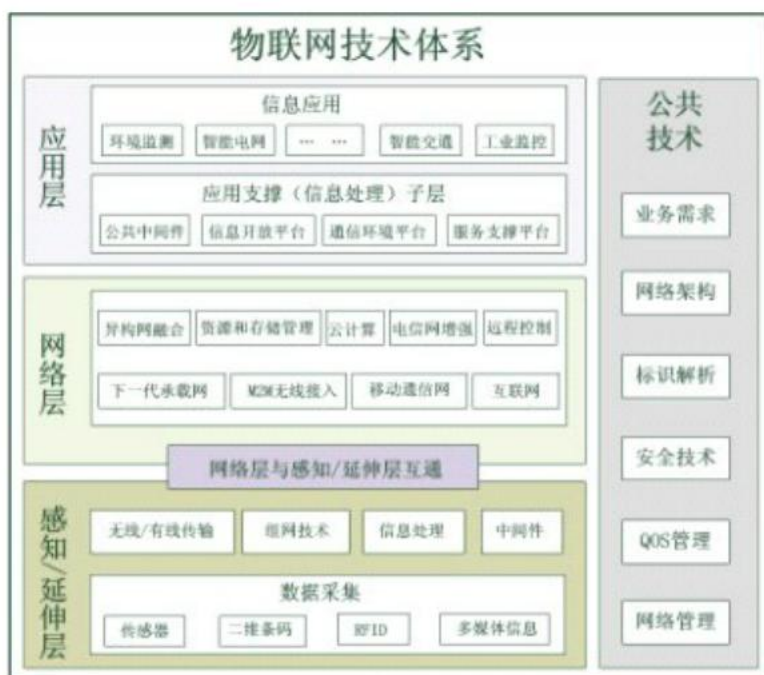 物联网技术体系
应用层
信息应用
环境监测 智能电网 … … 智能交通 工业监控
应用支撑（信息处理）子层
公共中间件 信息开放平台 通信环境平台 服务支撑平台
网络层
异构网融合 资源和存储管理 云计算 电信网增强 远程控制
下一代承载网 M2M无线接入 移动通信网 互联网
网络层与感知/延伸层互通
感知/延伸层
无线/有线传输 组网技术 信息处理 中间件
数据采集
传感器 二维条码 RFID 多媒体信息
公共
技术
业务需求
网络架构
标识解析
安全技术
QOS管理
网络管理